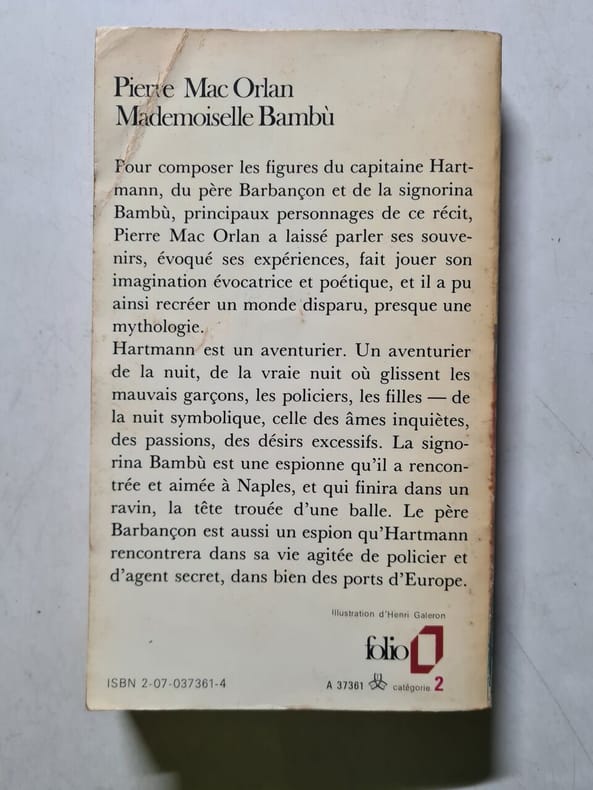 Pierre Mac Orlan
Mademoiselle Bambù
Pour composer les figures du capitaine Hart-
mann, du père Barbançon et de la signorina
Bambù, principaux personnages de ce récit,
Pierre Mac Orlan a laissé parler ses souve-
nirs, évoqué ses expériences, fait jouer son
imagination évocatrice et poétique, et il a pu
ainsi recréer un monde disparu, presque une
mythologie.
Hartmann est un aventurier. Un aventurier
de la nuit, de la vraie nuit où glissent les
mauvais garçons, les policiers, les filles — de
la nuit symbolique, celle des âmes inquiètes,
des passions, des désirs excessifs. La signo-
rina Bambù est une espionne qu'il a rencon-
trée et aimée à Naples, et qui finira dans un
ravin, la tête trouée d'une balle. Le père
Barbançon est aussi un espion qu'Hartmann
rencontrera dans sa vie agitée de policier et
d'agent secret, dans bien des ports d'Europe.
Illustration d'Henri Galeron
folio
ISBN 2-07-037361-4
A 37361 catégorie 2